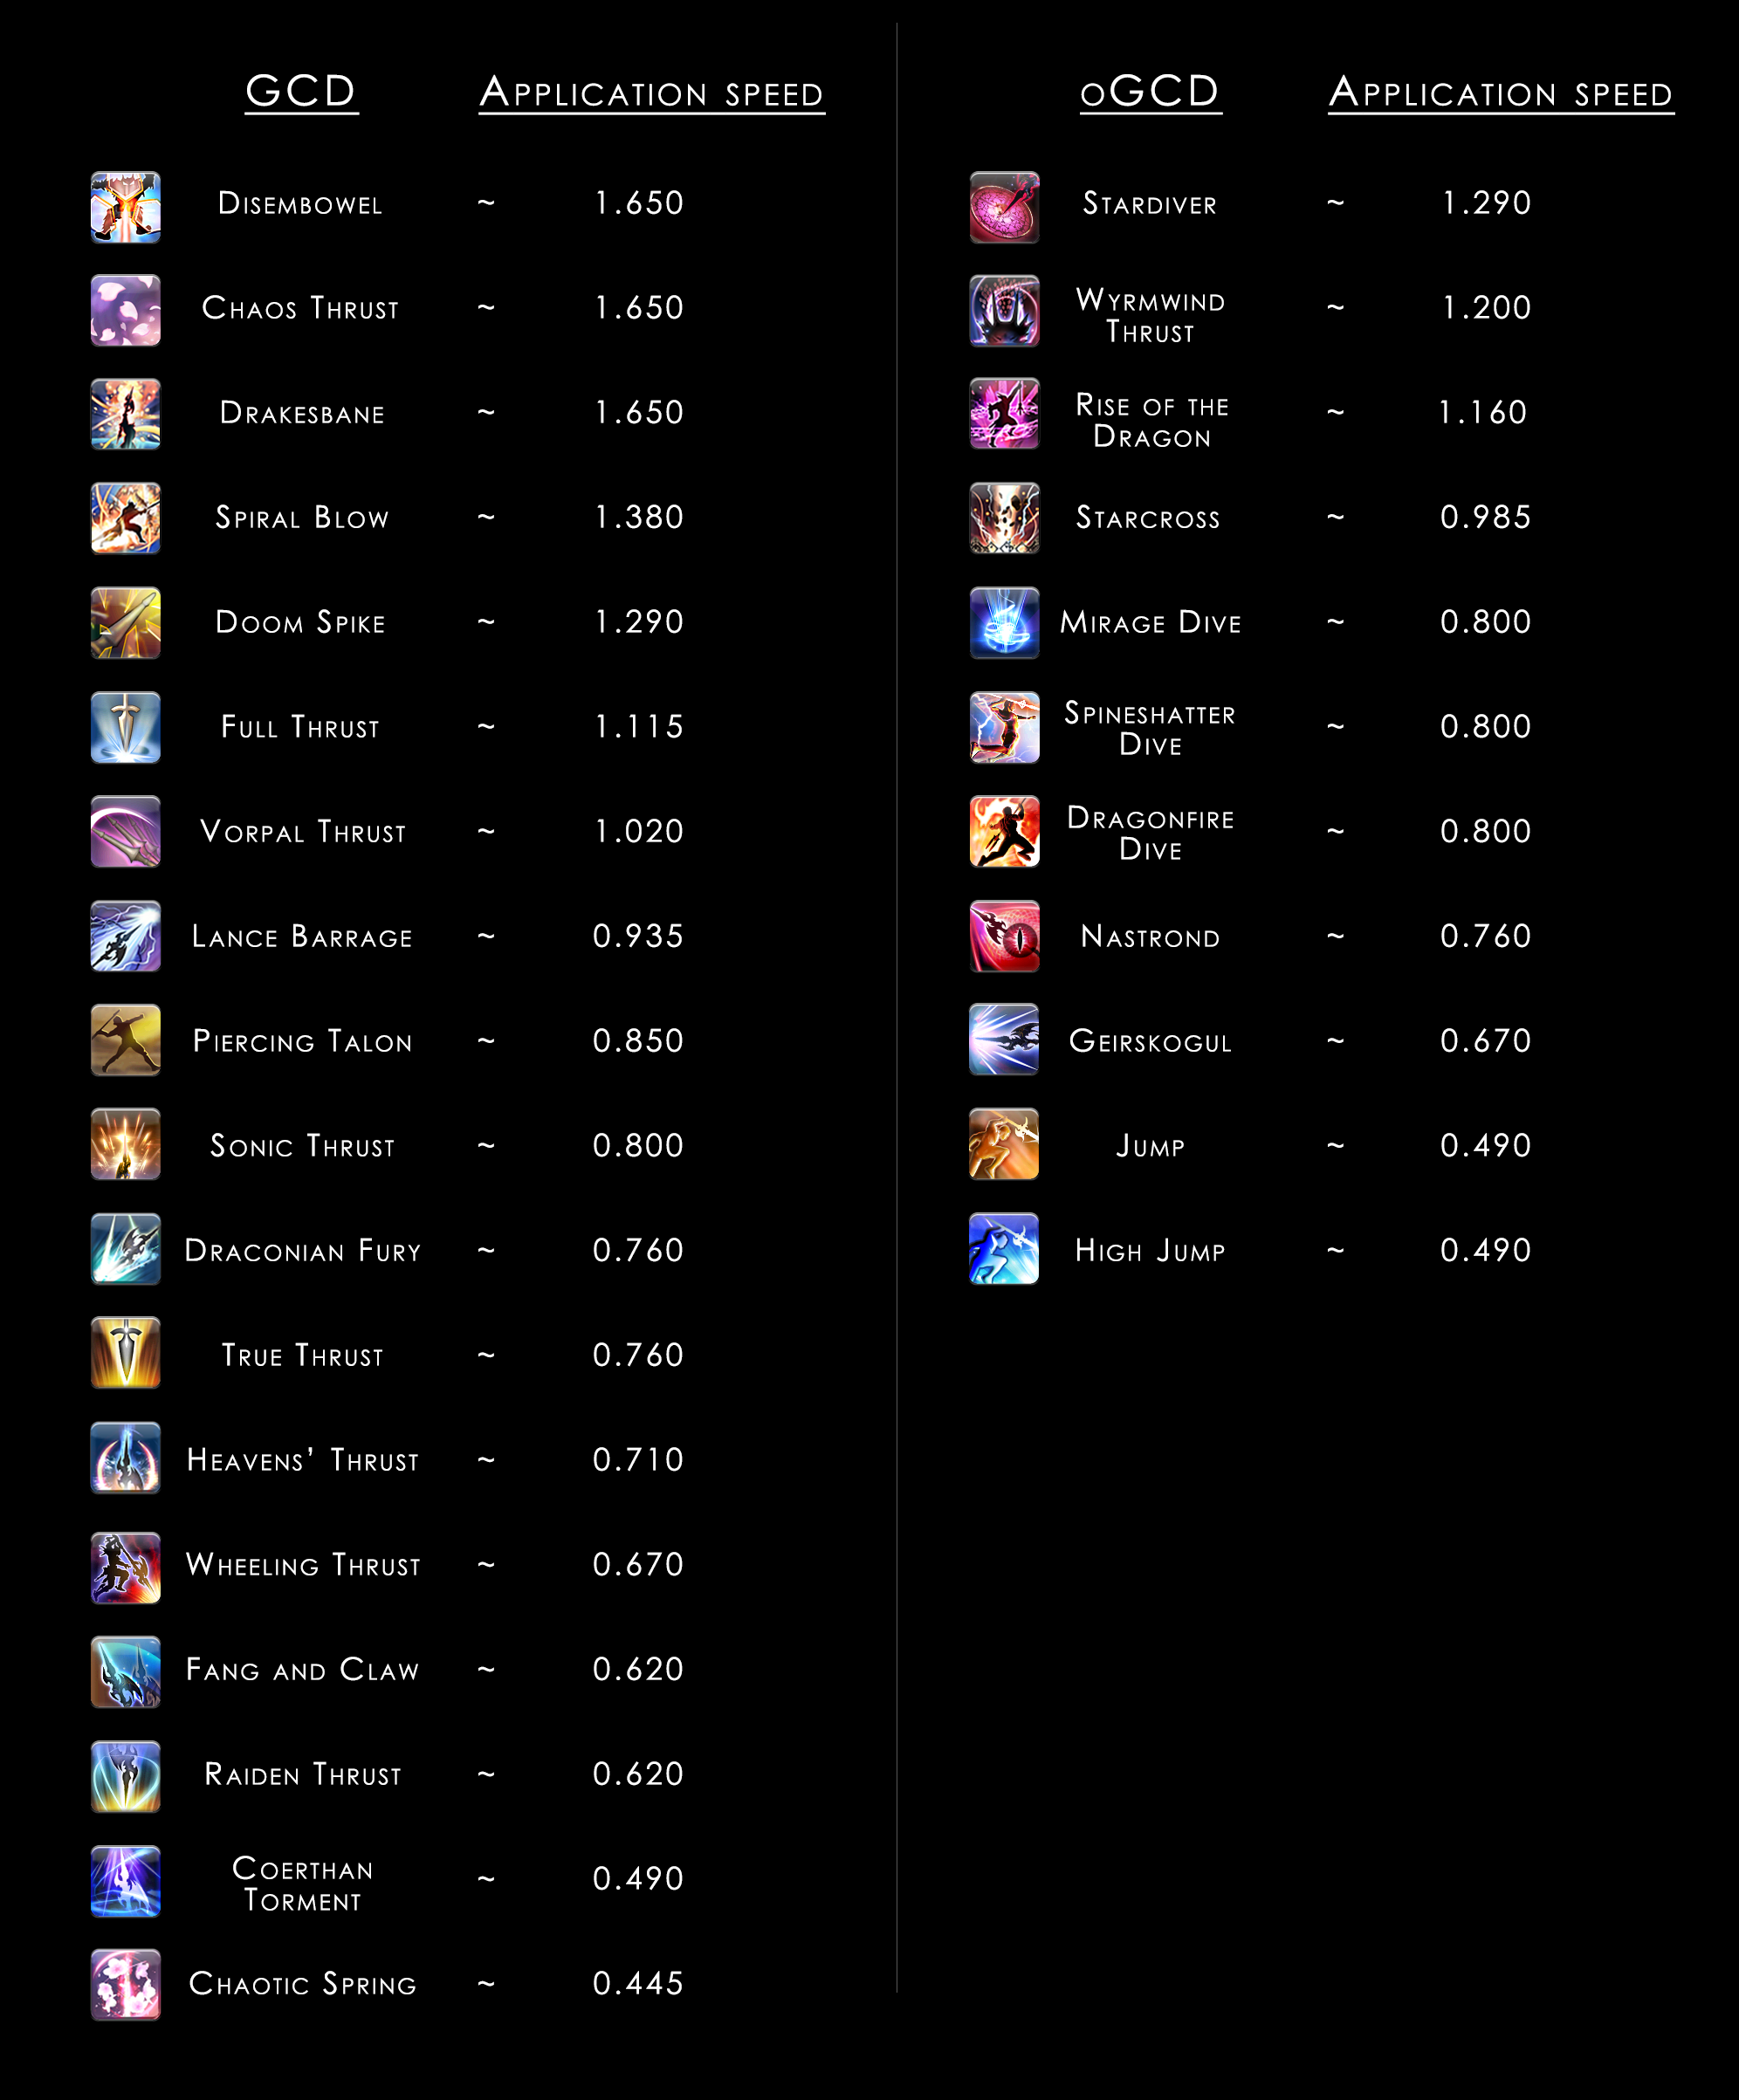 GCD Application speed
Disembowel ~ 1.650
Chaos Thrust ~ 1.650
Drakesbane ~ 1.650
Spiral Blow ~ 1.380
Doom Spike ~ 1.290
Full Thrust ~ 1.115
Vorpal Thrust ~ 1.020
Lance Barrage ~ 0.935
Piercing Talon ~ 0.850
Sonic Thrust ~ 0.800
Draconian Fury ~ 0.760
True Thrust ~ 0.760
Heavens’ Thrust ~ 0.710
Wheeling Thrust ~ 0.670
Fang and Claw ~ 0.620
Raiden Thrust ~ 0.620
Coerthan
Torment ~ 0.490
Chaotic Spring ~ 0.445
oGCD Application speed
Stardiver ~ 1.290
Wyrmwind
Thrust ~ 1.200
Rise of the
Dragon ~ 1.160
Starcross ~ 0.985
Mirage Dive ~ 0.800
Spineshatter
Dive ~ 0.800
Dragonfire
Dive ~ 0.800
Nastrond ~ 0.760
Geirskogul ~ 0.670
Jump ~ 0.490
High Jump ~ 0.490